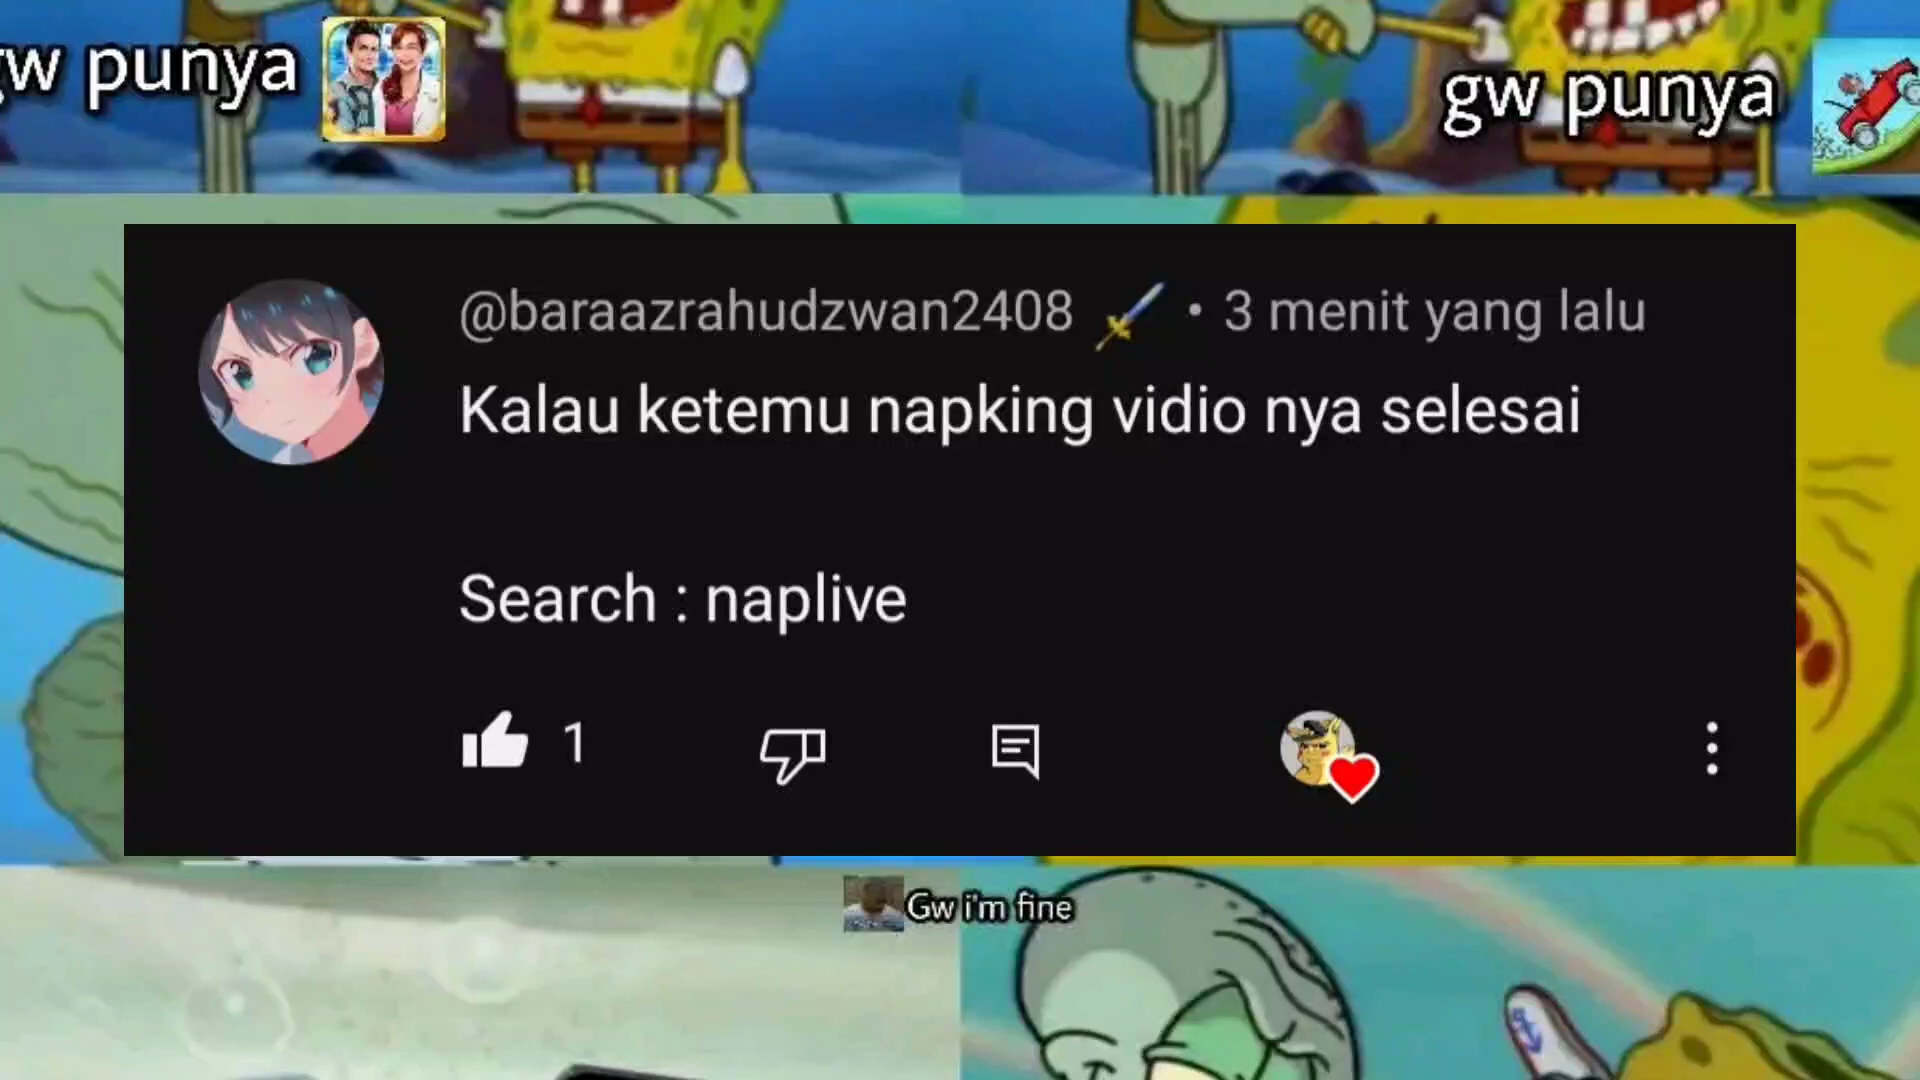 gw punya
gw punya
@baraazrahudzwan2408 🗡️ • 3 menit yang lalu
Kalau ketemu napking vidio nya selesai
Search : naplive
1
Gw i'm fine